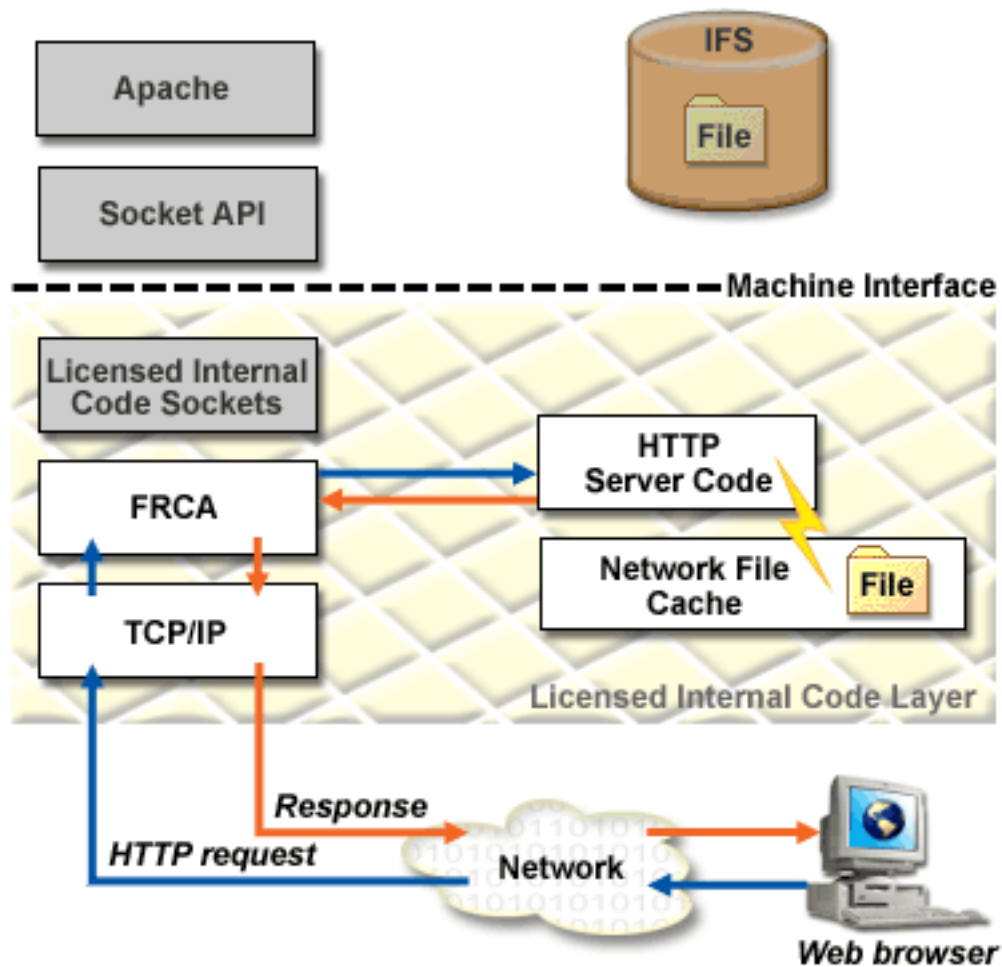 IFS
Apache
File
Socket API
Machine Interface
Licensed Internal
Code Sockets
HTTP
Server Code
FRCA
Network File
Cache
File
TCP/IP
Licensed Internal Code Layer
Response
HTTP request
Network
Web browser